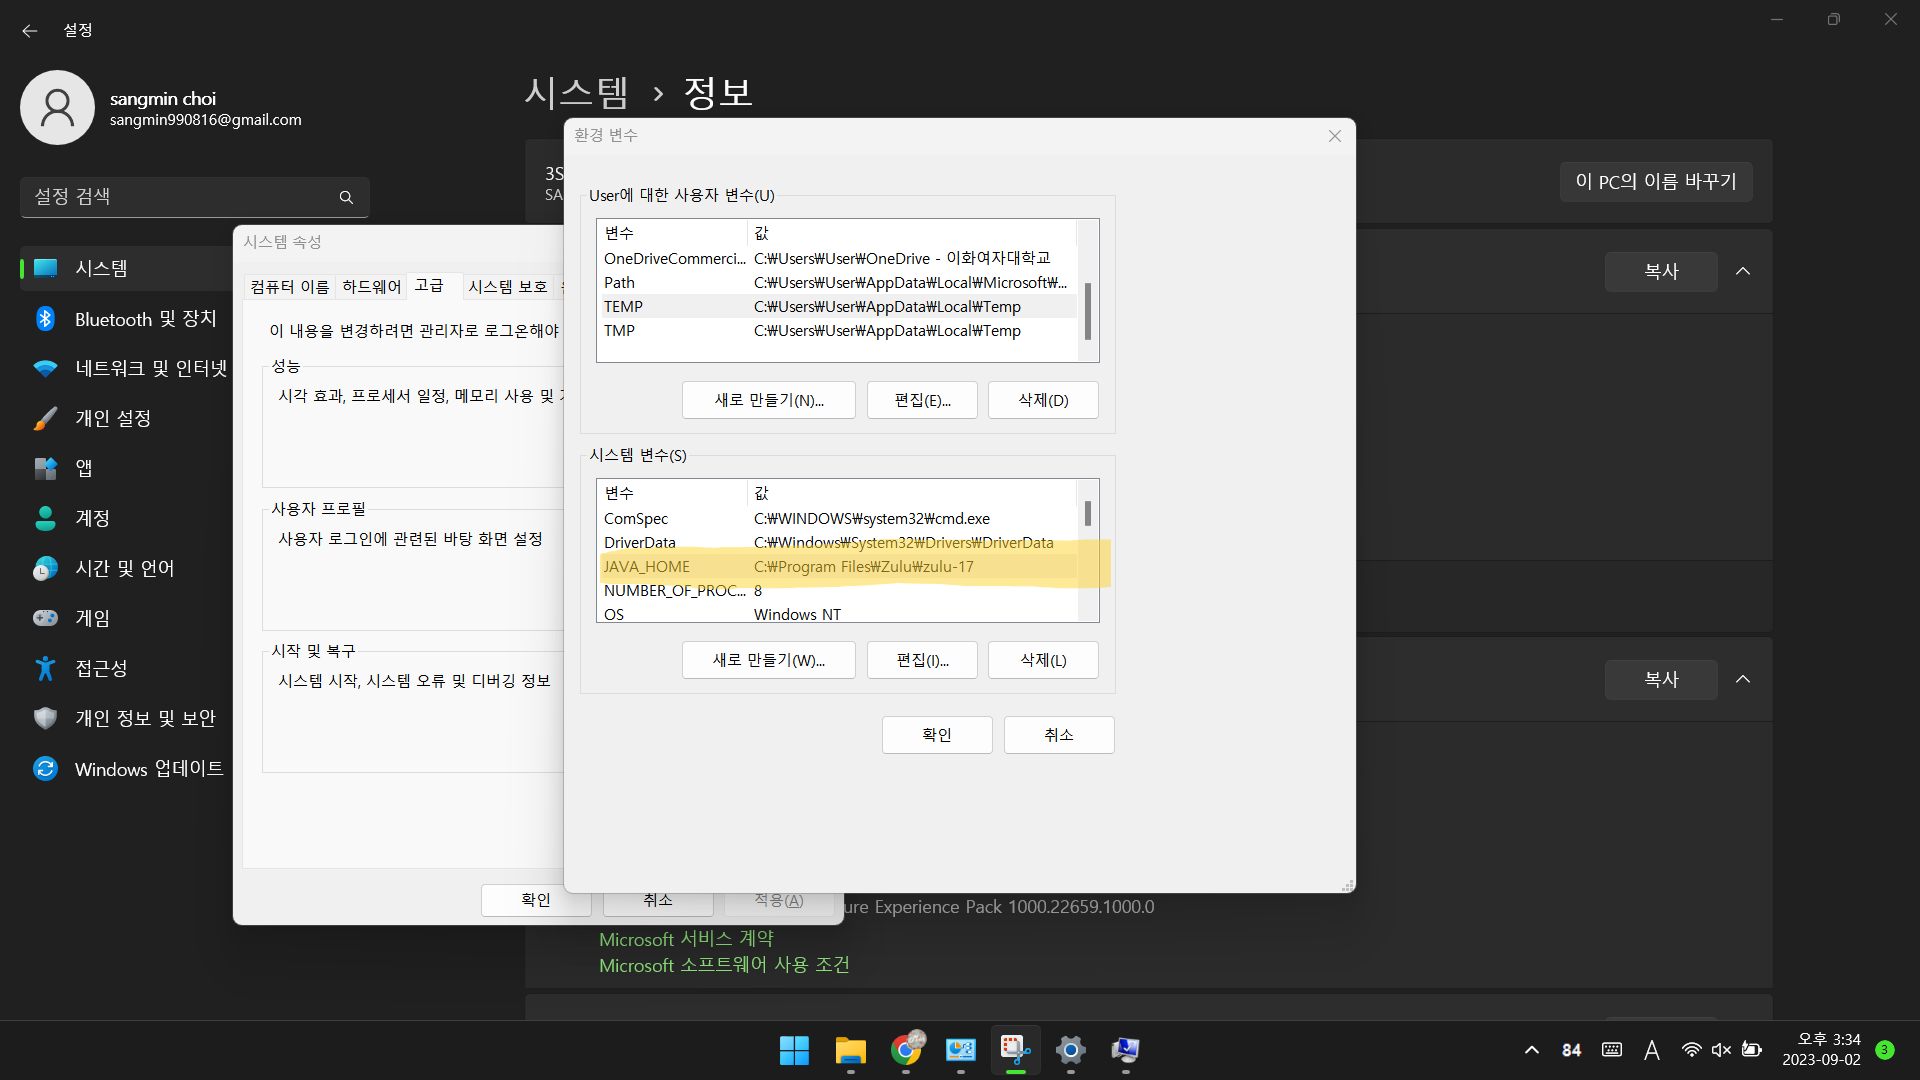 설정
sangmin choi
sangmin990816@gmail.com
설정 검색
시스템
Bluetooth 및 장치
네트워크 및 인터넷
개인 설정
앱
계정
시간 및 언어
게임
접근성
개인 정보 및 보안
Windows 업데이트
시스템 › 정보
3S
SA
이 PC의 이름 바꾸기
복사
복사
시스템 속성
컴퓨터 이름 하드웨어 고급 시스템 보호
이 내용을 변경하려면 관리자로 로그온해야
성능
시각 효과, 프로세서 일정, 메모리 사용 및
사용자 프로필
사용자 로그인에 관련된 바탕 화면 설정
시작 및 복구
시스템 시작, 시스템 오류 및 디버깅 정보
확인 취소 적용(A)
환경 변수
User에 대한 사용자 변수(U)
변수 값
OneDriveCommerci... C:₩Users₩User₩OneDrive - 이화여자대학교
Path C:₩Users₩User₩AppData₩Local₩Microsoft₩...
TEMP C:₩Users₩User₩AppData₩Local₩Temp
TMP C:₩Users₩User₩AppData₩Local₩Temp
새로 만들기(N)... 편집(E)... 삭제(D)
시스템 변수(S)
변수 값
ComSpec C:₩WINDOWS₩system32₩cmd.exe
DriverData C:₩Windows₩System32₩Drivers₩DriverData
JAVA_HOME C:₩Program Files₩Zulu₩zulu-17
NUMBER_OF_PROC... 8
OS Windows NT
새로 만들기(W)... 편집(I)... 삭제(L)
확인 취소
ure Experience Pack 1000.22659.1000.0
Microsoft 서비스 계약
Microsoft 소프트웨어 사용 조건
84
A
오후 3:34
2023-09-02
3